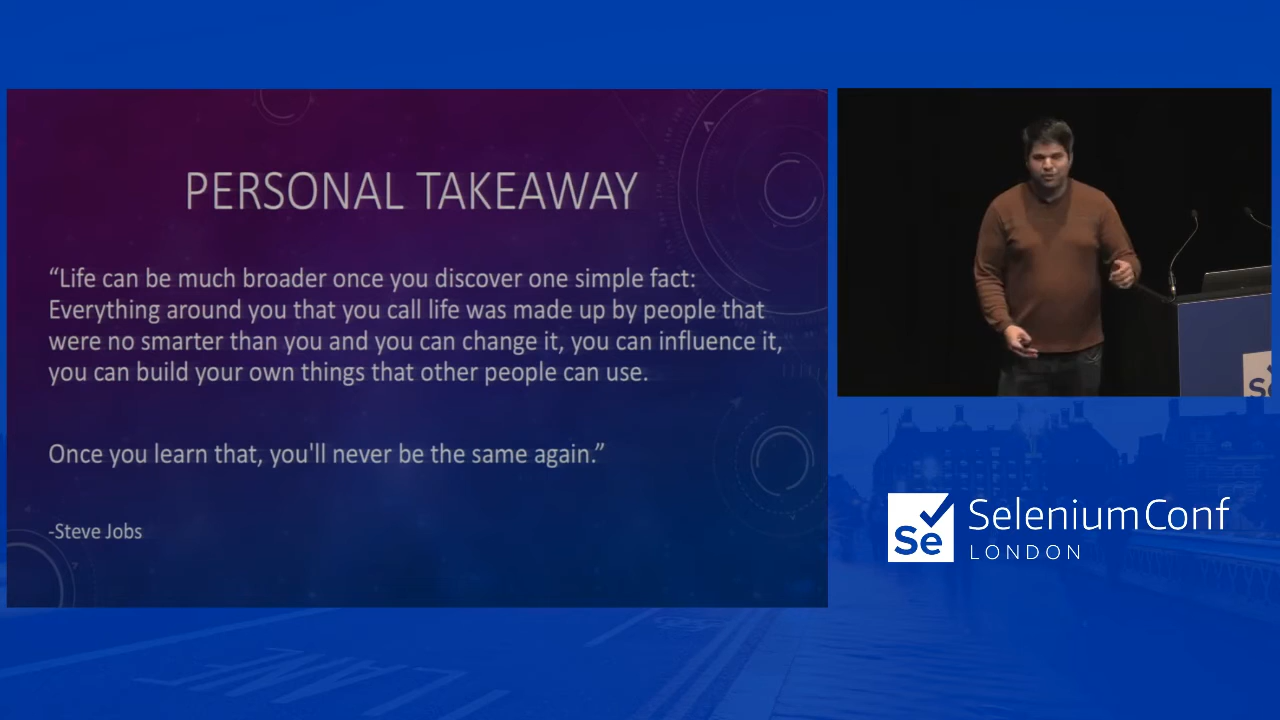 PERSONAL TAKEAWAY
“Life can be much broader once you discover one simple fact:
Everything around you that you call life was made up by people that
were no smarter than you and you can change it, you can influence it,
you can build your own things that other people can use.
Once you learn that, you'll never be the same again.”
-Steve Jobs
Se
Se
SeleniumConf
LONDON
LANE